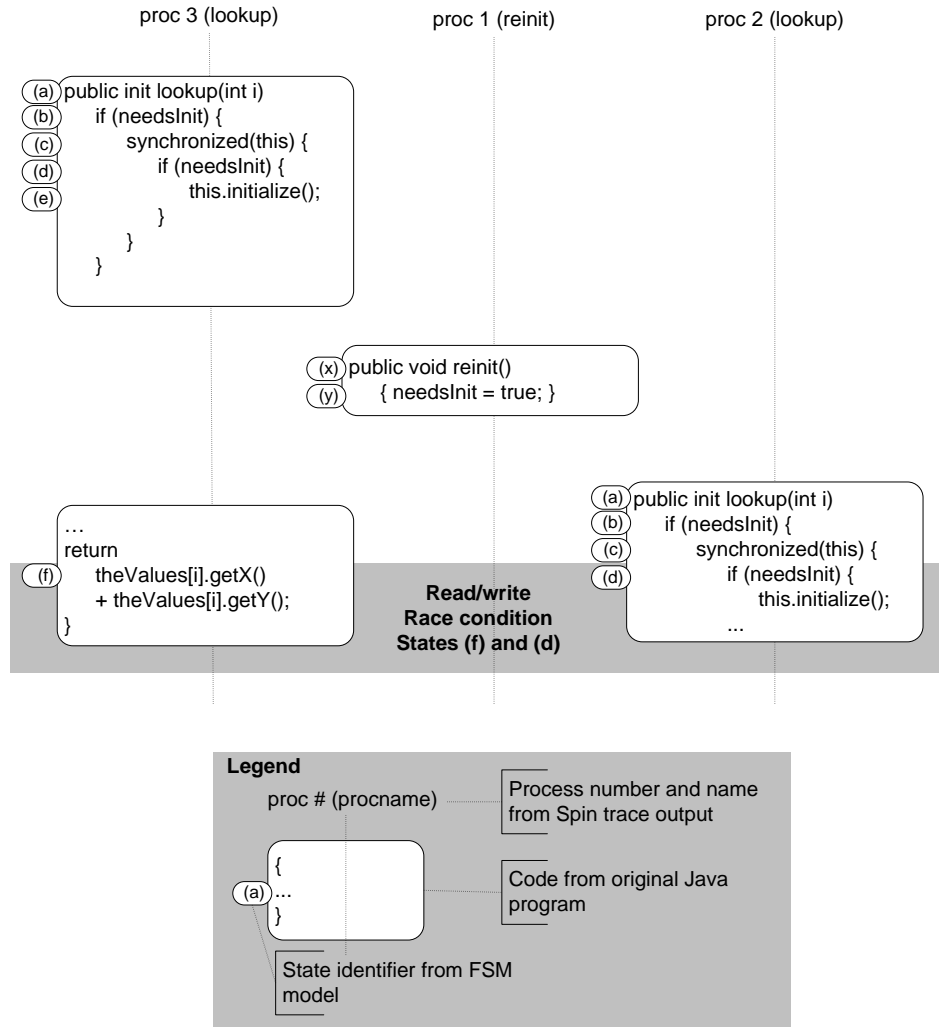 proc 3 (lookup)
proc 1 (reinit)
proc 2 (lookup)
(a) public init lookup(int i)
(b) if (needsInit) {
(c) synchronized(this) {
(d) if (needsInit) {
(e) this.initialize();
}
}
}
(x) public void reinit()
(y) { needsInit = true; }
…
return
(f) theValues[i].getX()
+ theValues[i].getY();
}
(a) public init lookup(int i)
(b) if (needsInit) {
(c) synchronized(this) {
(d) if (needsInit) {
this.initialize();
...
Read/write
Race condition
States (f) and (d)
Legend
proc # (procname)
Process number and name
from Spin trace output
{
(a) ...
}
Code from original Java
program
State identifier from FSM
model